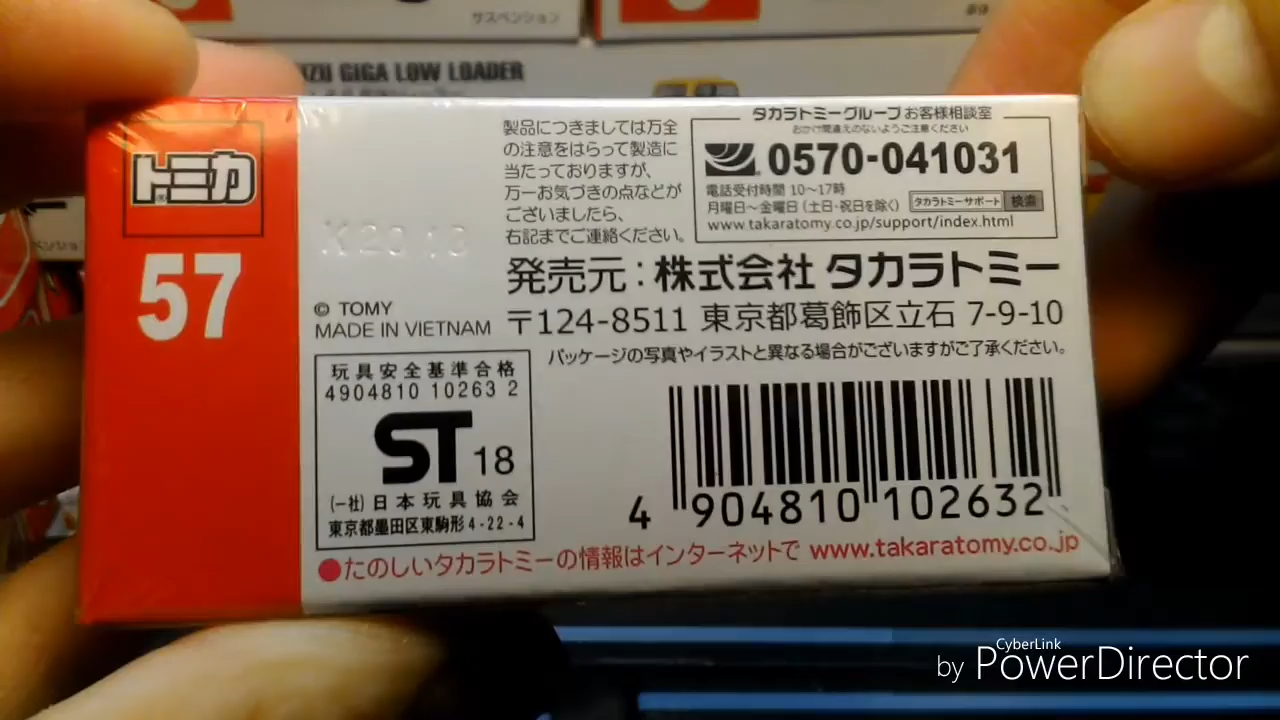 サスペンション
GIGA LOW LOADER
トミカ
57
製品につきましては万全
の注意をはらって製造に
当たっておりますが、
万一お気づきの点などが
ございましたら、
右記までご連絡ください。
タカラトミーグループお客様相談室
おかけ間違えのないようご注意ください
0570-041031
電話受付時間 10〜17時
月曜日〜金曜日(土日・祝日を除く)
タカラトミーサポート 検索
www.takaratomy.co.jp/support/index.html
発売元:株式会社 タカラトミー
〒124-8511 東京都葛飾区立石 7-9-10
© TOMY
MADE IN VIETNAM
パッケージの写真やイラストと異なる場合がございますがご了承ください。
玩具安全基準合格
4904810 10263 2
ST 18
(一社)日本玩具協会
東京都墨田区東駒形4-22-4
4 904810 102632
●たのしいタカラトミーの情報はインターネットで www.takaratomy.co.jp
CyberLink
by PowerDirector